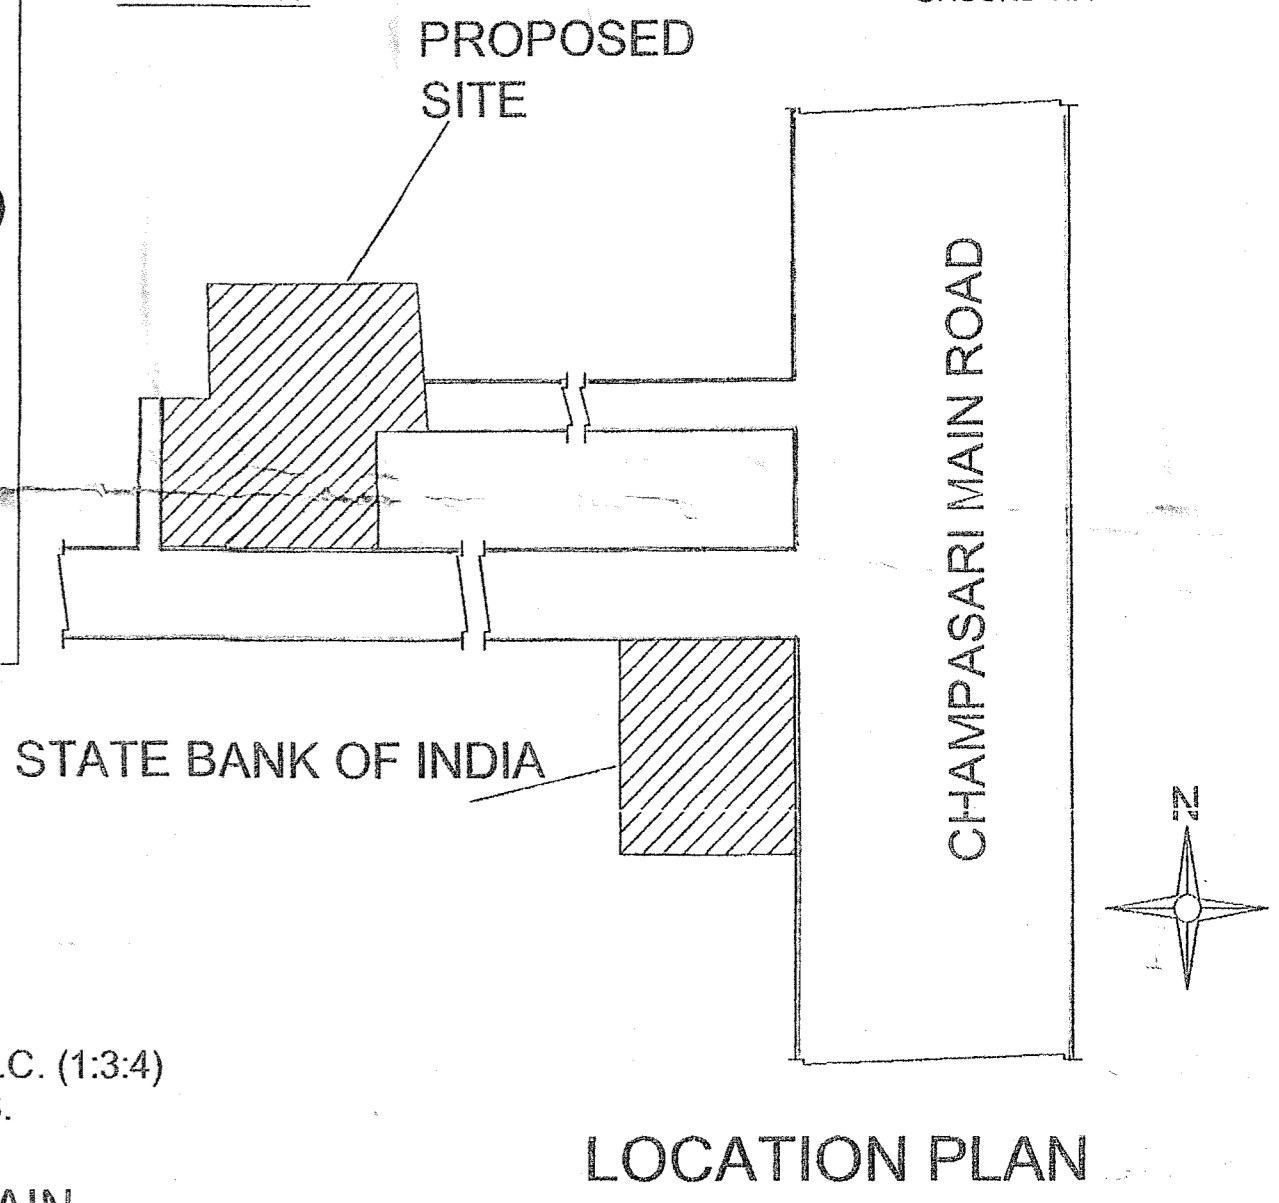 PROPOSED
SITE
CHAMPASARI MAIN ROAD
STATE BANK OF INDIA
N
.C. (1:3:4)
LOCATION PLAN